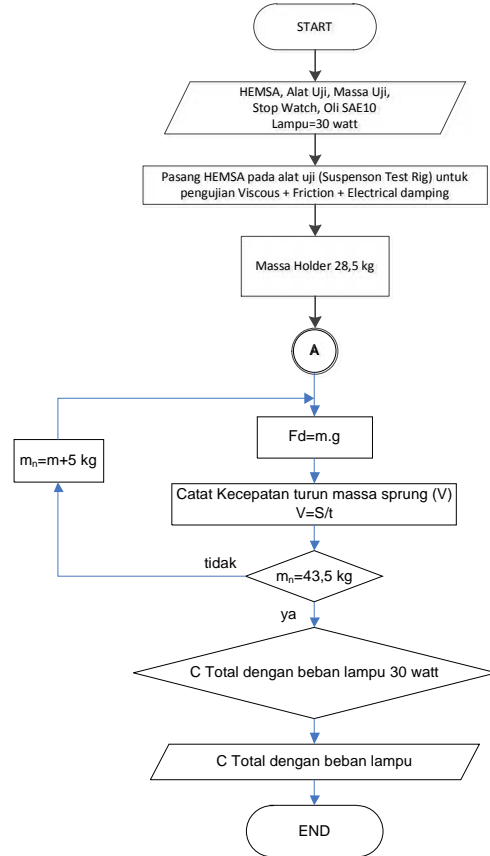 START
HEMSA, Alat Uji, Massa Uji,
Stop Watch, Oli SAE10
Lampu=30 watt
Pasang HEMSA pada alat uji (Suspenson Test Rig) untuk
pengujian Viscous + Friction + Electrical damping
Massa Holder 28,5 kg
A
Fd=m.g
mₙ=m+5 kg
Catat Kecepatan turun massa sprung (V)
V=S/t
tidak
mₙ=43,5 kg
ya
C Total dengan beban lampu 30 watt
C Total dengan beban lampu
END